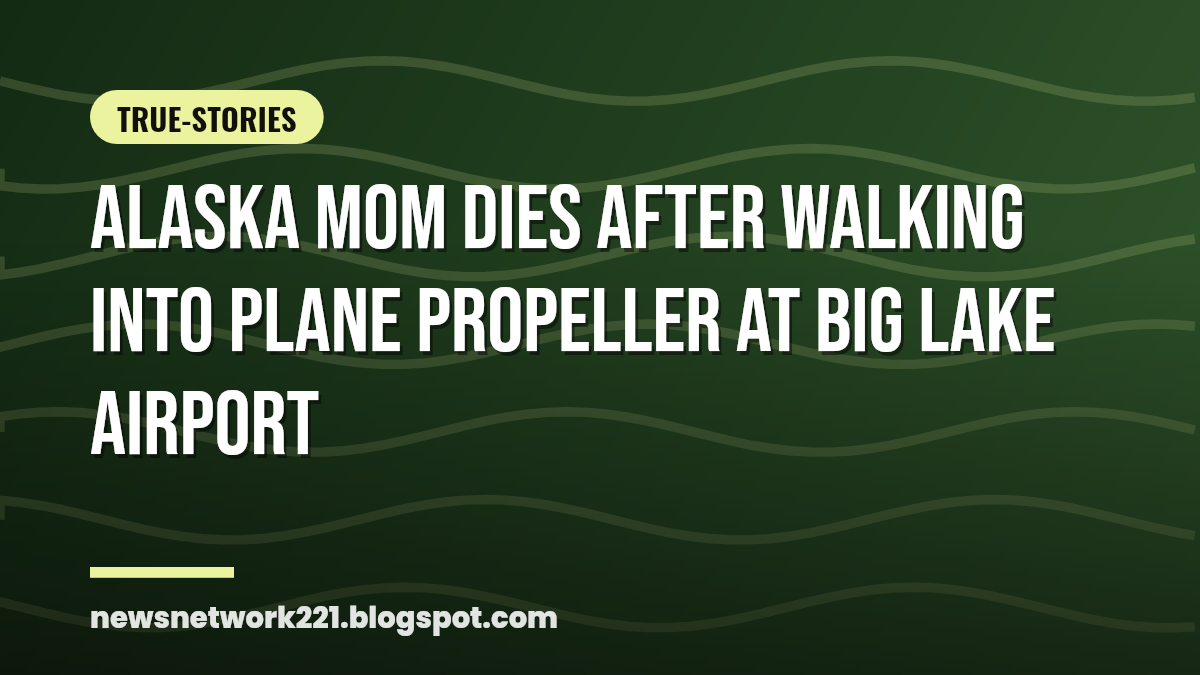 TRUE-STORIES
ALASKA MOM DIES AFTER WALKING
INTO PLANE PROPELLER AT BIG LAKE
AIRPORT
newsnetwork221.blogspot.com